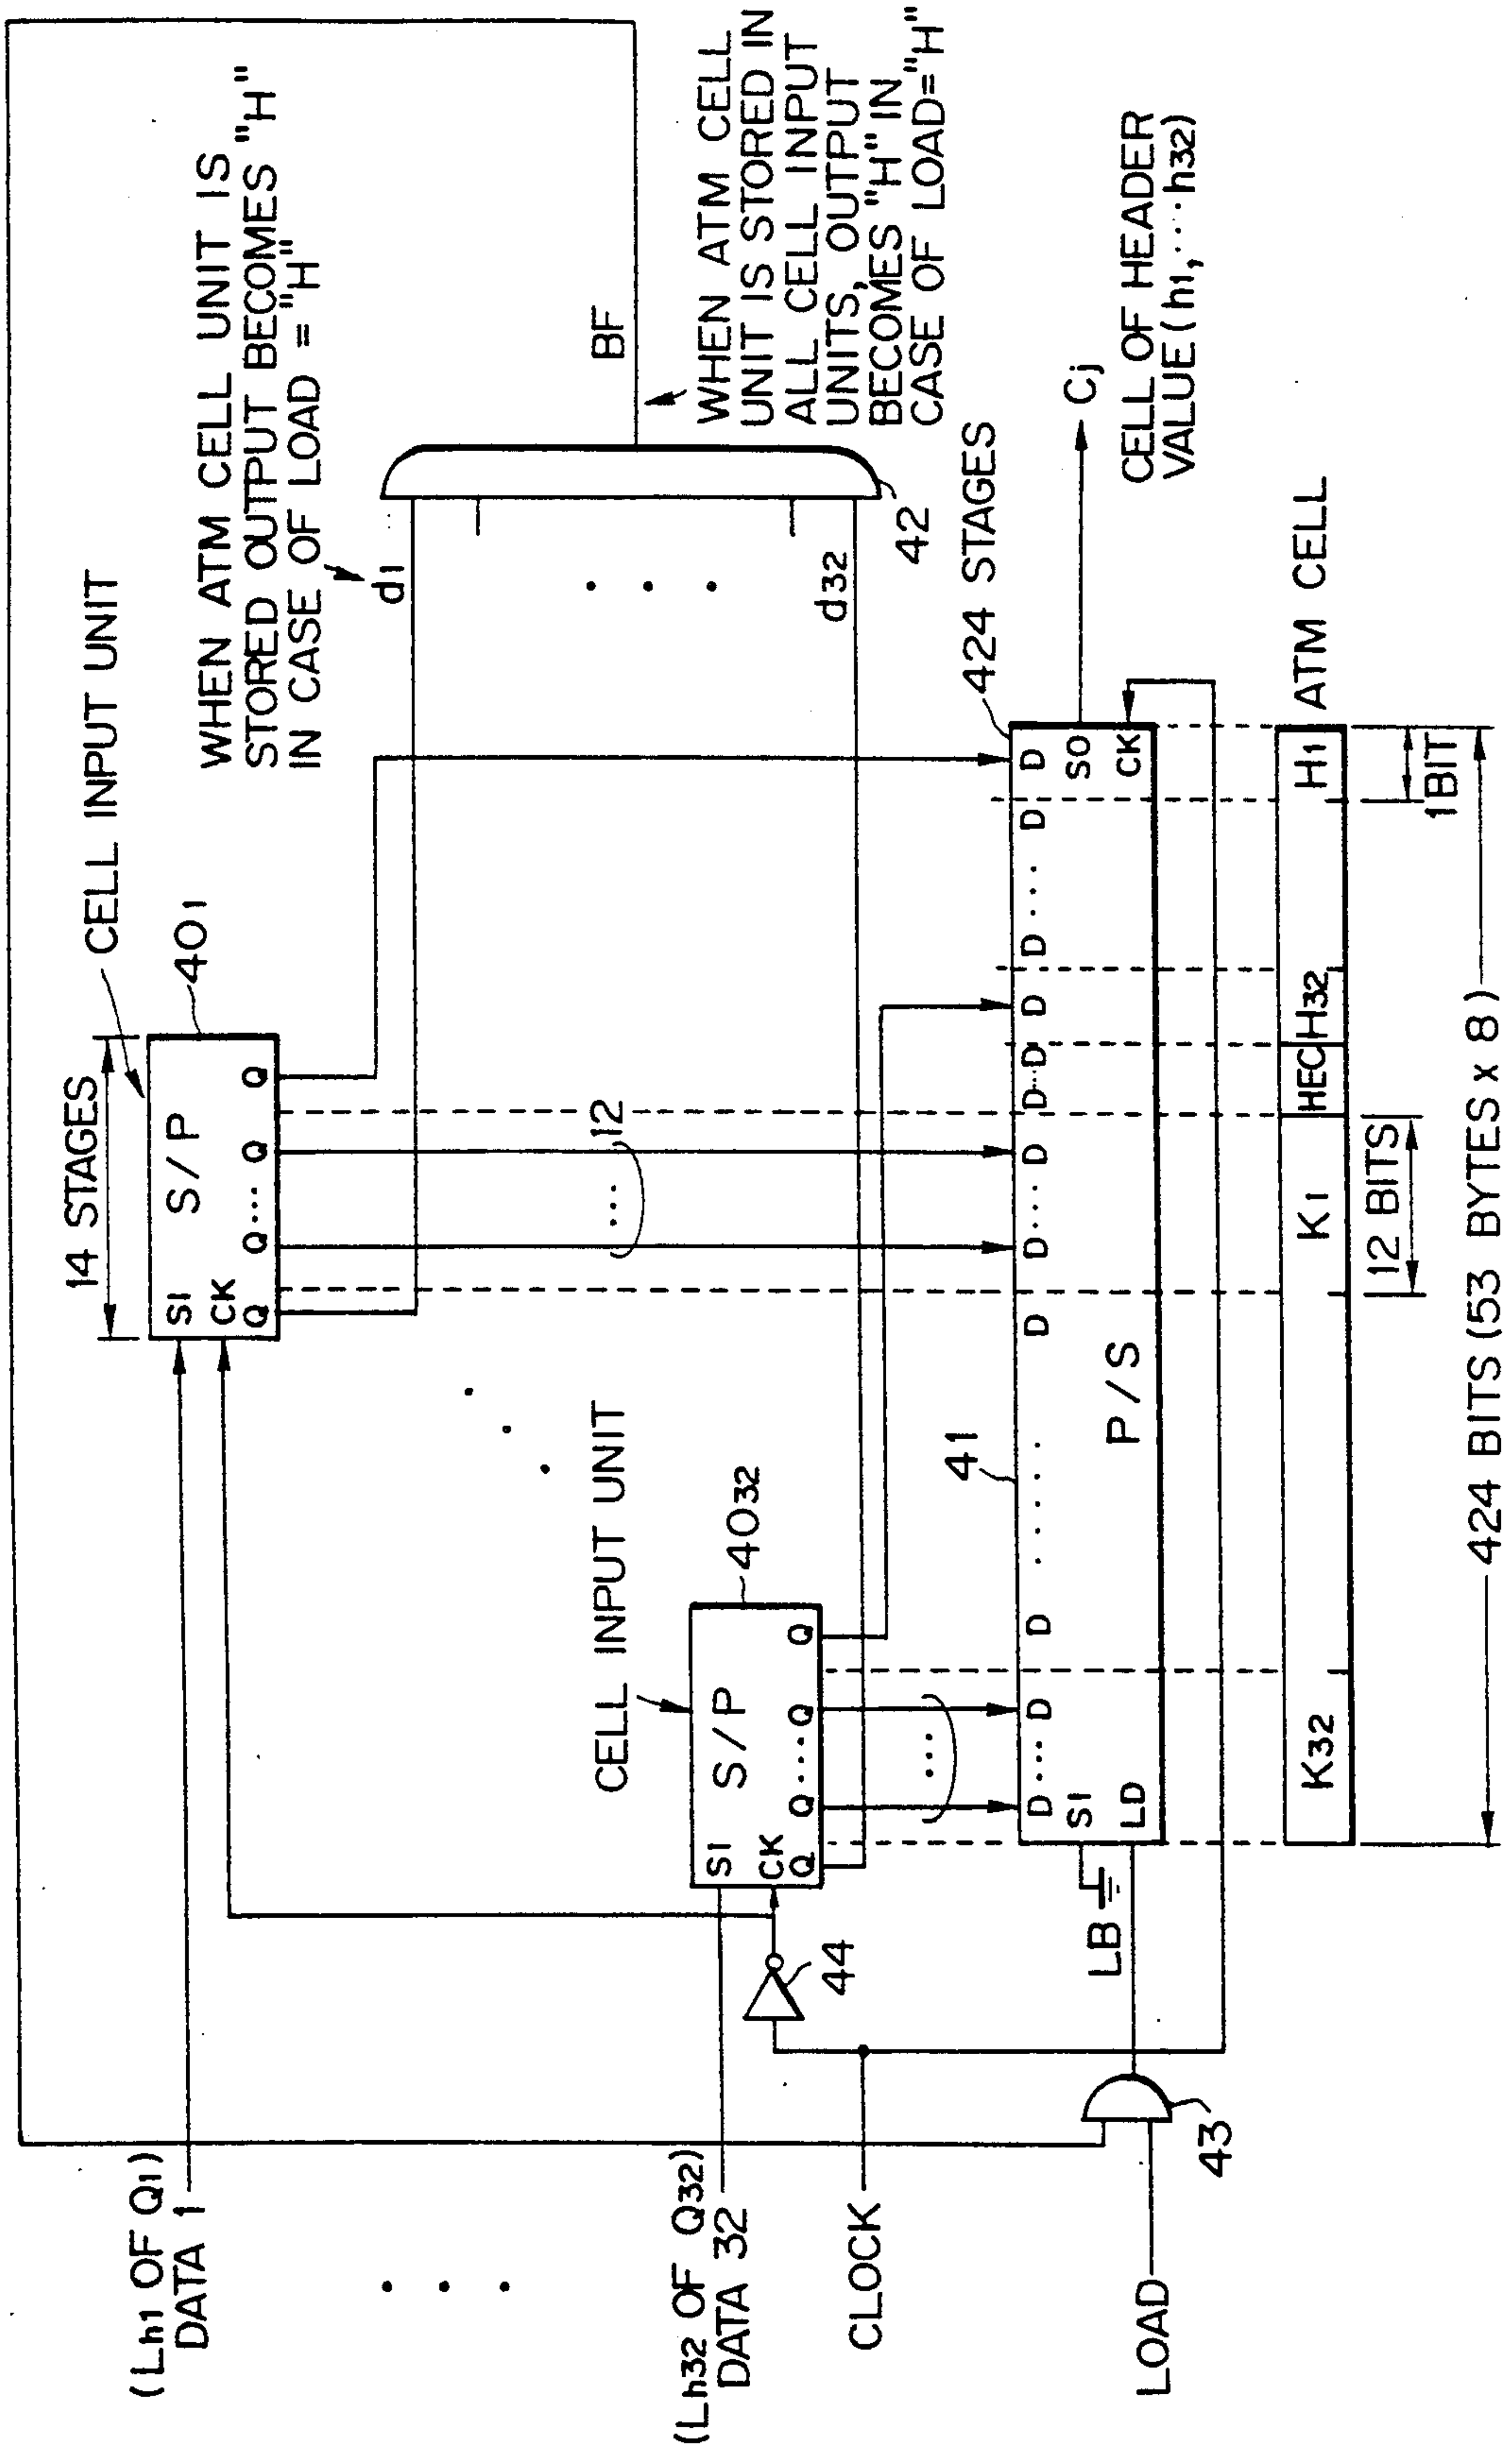 (Lh1 OF Q1)
DATA 1
(Lh32 OF Q32)
DATA 32
CLOCK
LOAD
14 STAGES
CELL INPUT UNIT
401
SI
S/P
CK
Q Q ... Q Q
WHEN ATM CELL UNIT IS
STORED OUTPUT BECOMES "H"
IN CASE OF LOAD = "H"
d1
d32
42
BF
WHEN ATM CELL
UNIT IS STORED IN
ALL CELL INPUT
UNITS, OUTPUT
BECOMES "H" IN
CASE OF LOAD="H"
CELL INPUT UNIT
4032
SI
S/P
CK
Q Q .... Q Q
12
44
43
LB
41
424 STAGES
D ... D D ..... D D .... D D...D D D .... D D
SI
P/S
SO
LD
CK
Cj
CELL OF HEADER
VALUE(h1,....h32)
K32
K1
HEC
H32
H1
ATM CELL
12 BITS
1BIT
424 BITS (53 BYTES x 8)